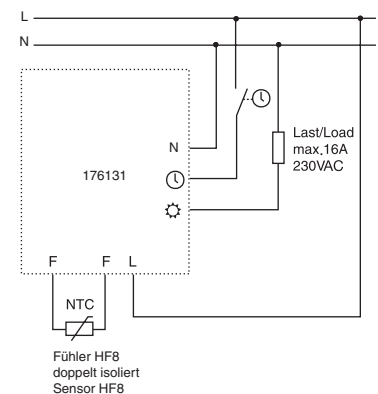 L
N
N
176131
Last/Load
max.16A
230VAC
F F L
NTC
Fühler HF8
doppelt isoliert
Sensor HF8